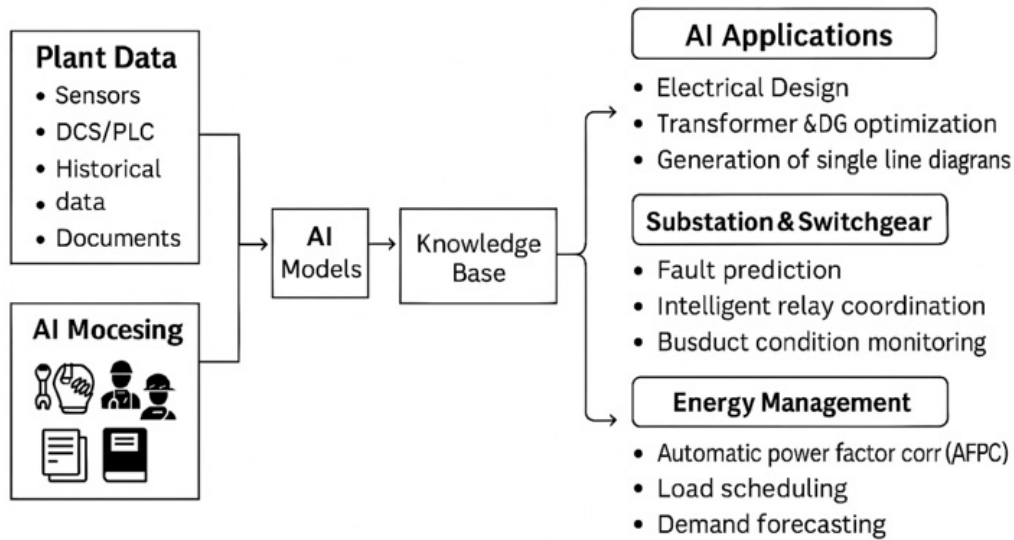 Plant Data
• Sensors
• DCS/PLC
• Historical
• data
• Documents
AI Mocesing
AI
Models
Knowledge
Base
AI Applications
• Electrical Design
• Transformer &DG optimization
• Generation of single line diagrans
Substation & Switchgear
• Fault prediction
• Intelligent relay coordination
• Busduct condition monitoring
Energy Management
• Automatic power factor corr (AFPC)
• Load scheduling
• Demand forecasting